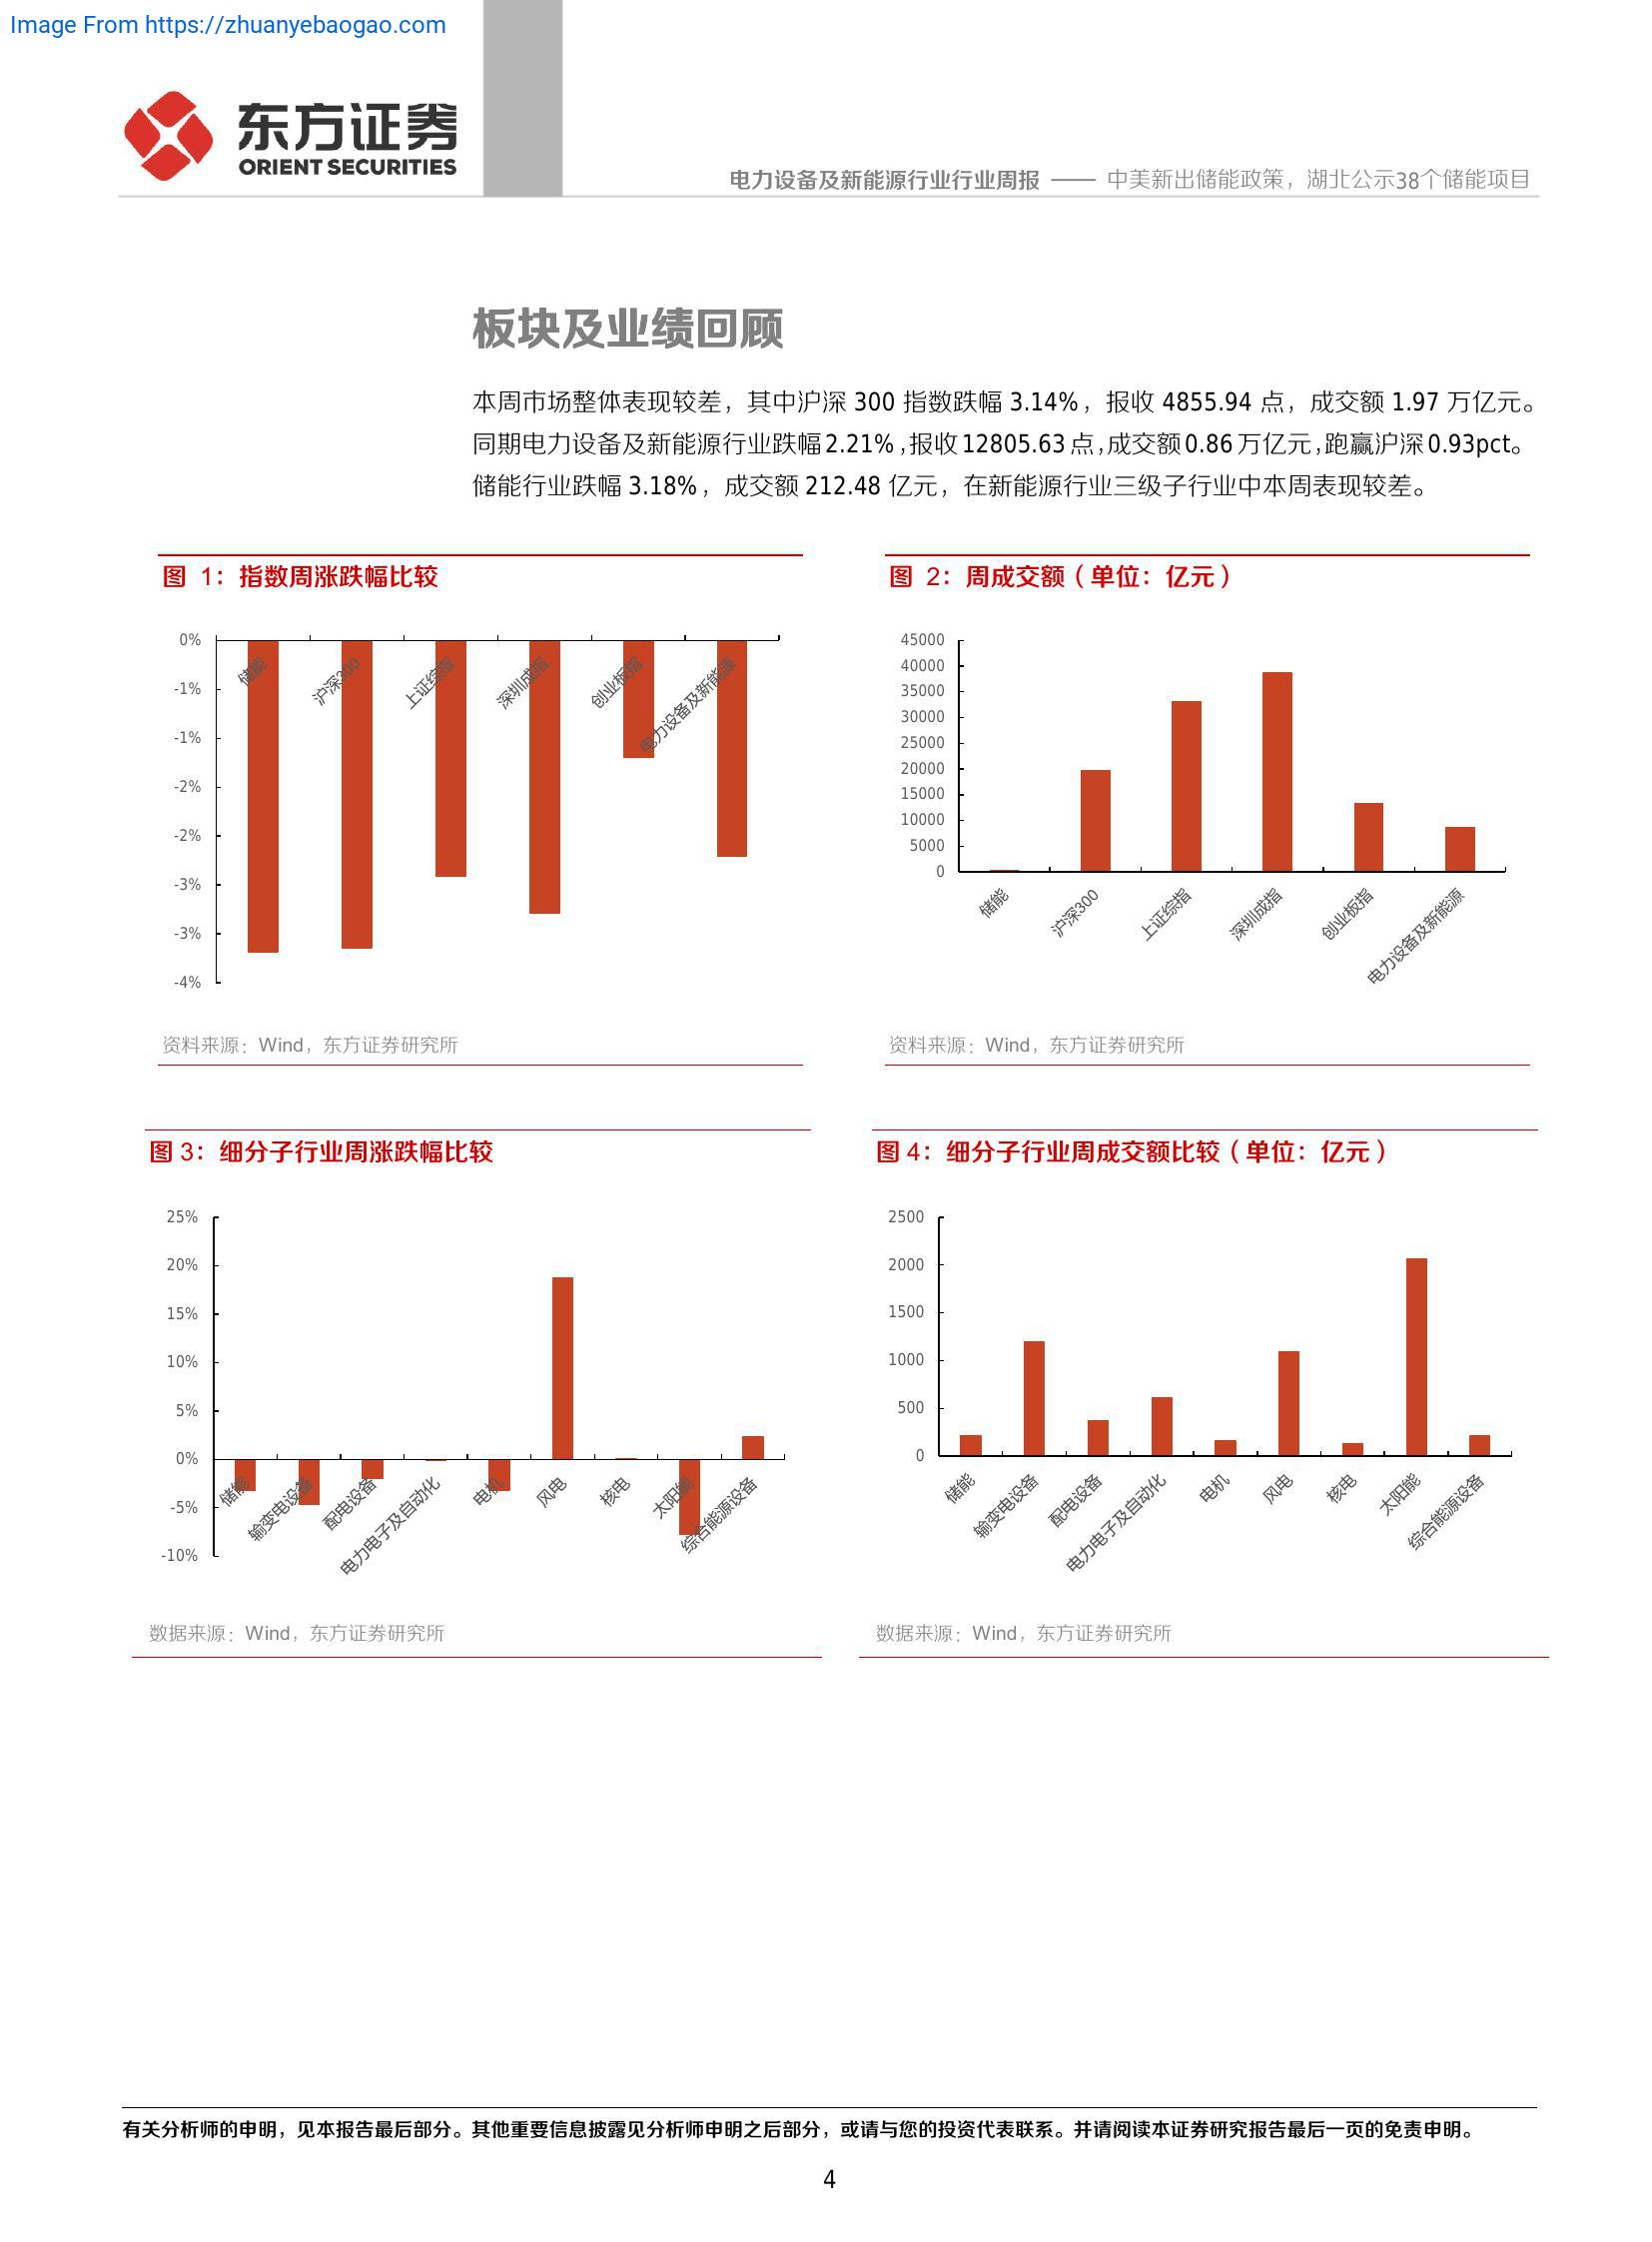 Image From https://zhuanyebaogao.com
东方证券
ORIENT SECURITIES
电力设备及新能源行业行业周报 —— 中美新出储能政策，湖北公示38个储能项目
板块及业绩回顾
本周市场整体表现较差，其中沪深 300 指数跌幅 3.14%，报收 4855.94 点，成交额 1.97 万亿元。
同期电力设备及新能源行业跌幅 2.21%，报收 12805.63 点，成交额 0.86 万亿元，跑赢沪深 0.93pct。
储能行业跌幅 3.18%，成交额 212.48 亿元，在新能源行业三级子行业中本周表现较差。
图 1：指数周涨跌幅比较
0%
-1%
-1%
-2%
-2%
-3%
-3%
-4%
储能
沪深300
上证综指
深圳成指
创业板指
电力设备及新能源
资料来源：Wind，东方证券研究所
图 2：周成交额（单位：亿元）
45000
40000
35000
30000
25000
20000
15000
10000
5000
0
储能
沪深300
上证综指
深圳成指
创业板指
电力设备及新能源
资料来源：Wind，东方证券研究所
图 3：细分子行业周涨跌幅比较
25%
20%
15%
10%
5%
0%
-5%
-10%
储能
输变电设备
配电设备
电力电子及自动化
电机
风电
核电
太阳能
综合能源设备
数据来源：Wind，东方证券研究所
图 4：细分子行业周成交额比较（单位：亿元）
2500
2000
1500
1000
500
0
储能
输变电设备
配电设备
电力电子及自动化
电机
风电
核电
太阳能
综合能源设备
数据来源：Wind，东方证券研究所
有关分析师的申明，见本报告最后部分。其他重要信息披露见分析师申明之后部分，或请与您的投资代表联系。并请阅读本证券研究报告最后一页的免责申明。
4